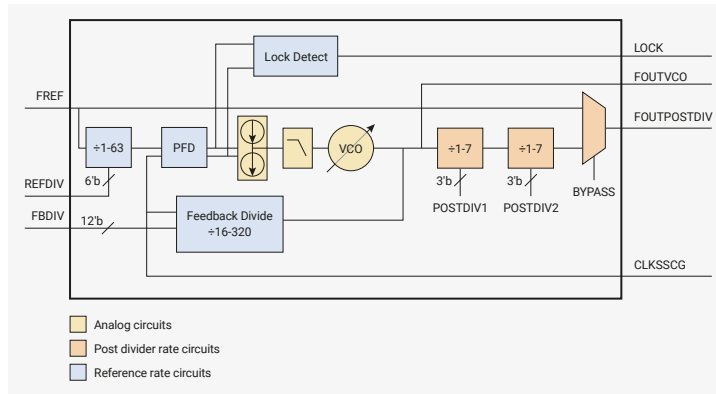 LOCK
Lock Detect
FOUTVCO
FREF
FOUTPOSTDIV
÷1-63
PFD
VCO
÷1-7
÷1-7
6'b
3'b
3'b
BYPASS
REFDIV
POSTDIV1
POSTDIV2
FBDIV
12'b
Feedback Divide
÷16-320
CLKSSCG
Analog circuits
Post divider rate circuits
Reference rate circuits